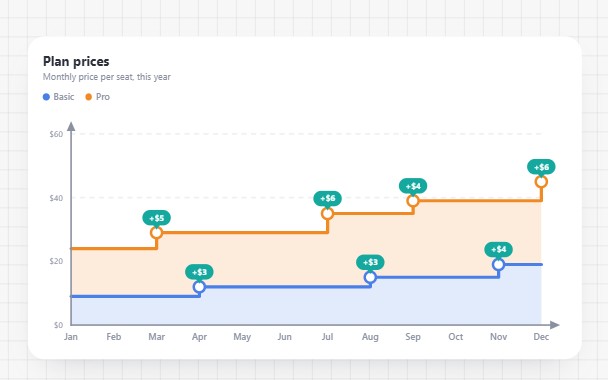 Plan prices
Monthly price per seat, this year
Basic Pro
$60
+$6
+$4
+$6
$40
+$5
+$4
+$3
$20
+$3
$0
Jan Feb Mar Apr May Jun Jul Aug Sep Oct Nov Dec